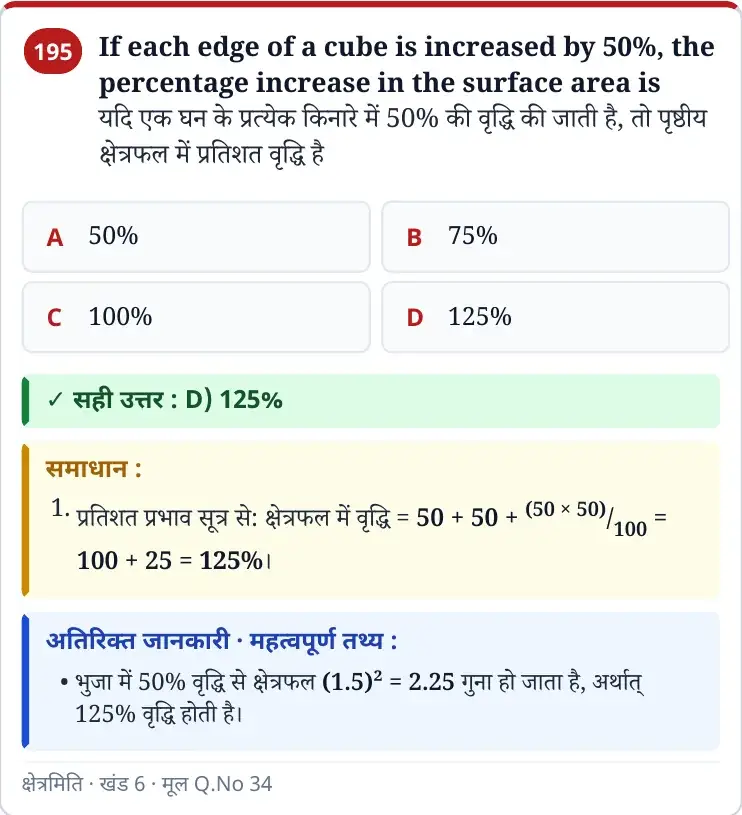 195 If each edge of a cube is increased by 50%, the
percentage increase in the surface area is
यदि एक घन के प्रत्येक किनारे में 50% की वृद्धि की जाती है, तो पृष्ठीय
क्षेत्रफल में प्रतिशत वृद्धि है
A 50%
B 75%
C 100%
D 125%
✓ सही उत्तर : D) 125%
समाधान :
1. प्रतिशत प्रभाव सूत्र से: क्षेत्रफल में वृद्धि = 50 + 50 + (50 × 50)/100 =
100 + 25 = 125%।
अतिरिक्त जानकारी · महत्वपूर्ण तथ्य :
• भुजा में 50% वृद्धि से क्षेत्रफल (1.5)² = 2.25 गुना हो जाता है, अर्थात्
125% वृद्धि होती है।
क्षेत्रमिति · खंड 6 · मूल Q.No 34